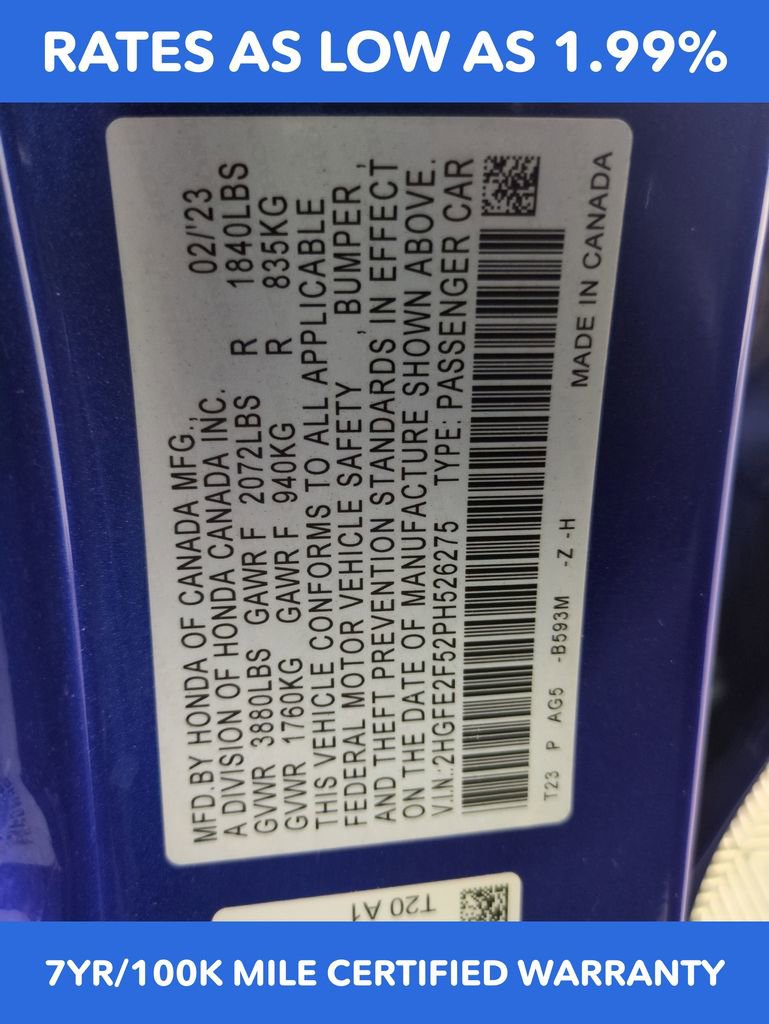 RATES AS LOW AS 1.99%
MFD.BY HONDA OF CANADA MFG., 02/'23
A DIVISION OF HONDA CANADA INC.
GVWR 3880LBS GAWR F 2072LBS R 1840LBS
GVWR 1760KG GAWR F 940KG R 835KG
THIS VEHICLE CONFORMS TO ALL APPLICABLE
FEDERAL MOTOR VEHICLE SAFETY , BUMPER ,
AND THEFT PREVENTION STANDARDS IN EFFECT
ON THE DATE OF MANUFACTURE SHOWN ABOVE.
V.I.N.:2HGFE2F52PH526275 TYPE: PASSENGER CAR
T23 P AG5 -B593M -Z -H MADE IN CANADA
T20 A1
7YR/100K MILE CERTIFIED WARRANTY